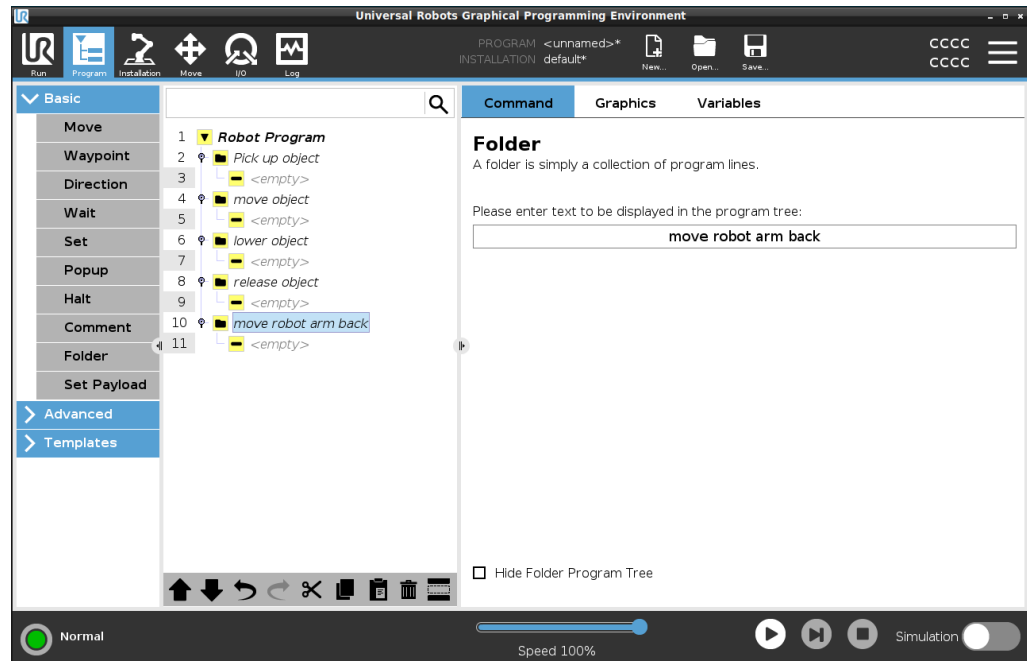 Universal Robots Graphical Programming Environment
UR
Run
Program
Installation
Move
I/O
Log
PROGRAM <unnamed>*
INSTALLATION default*
New...
Open...
Save...
CCCC
CCCC
Basic
Move
Waypoint
Direction
Wait
Set
Popup
Halt
Comment
Folder
Set Payload
Advanced
Templates
1 Robot Program
2 Pick up object
3 <empty>
4 move object
5 <empty>
6 lower object
7 <empty>
8 release object
9 <empty>
10 move robot arm back
11 <empty>
Command Graphics Variables
Folder
A folder is simply a collection of program lines.
Please enter text to be displayed in the program tree:
move robot arm back
Hide Folder Program Tree
Normal
Speed 100%
Simulation